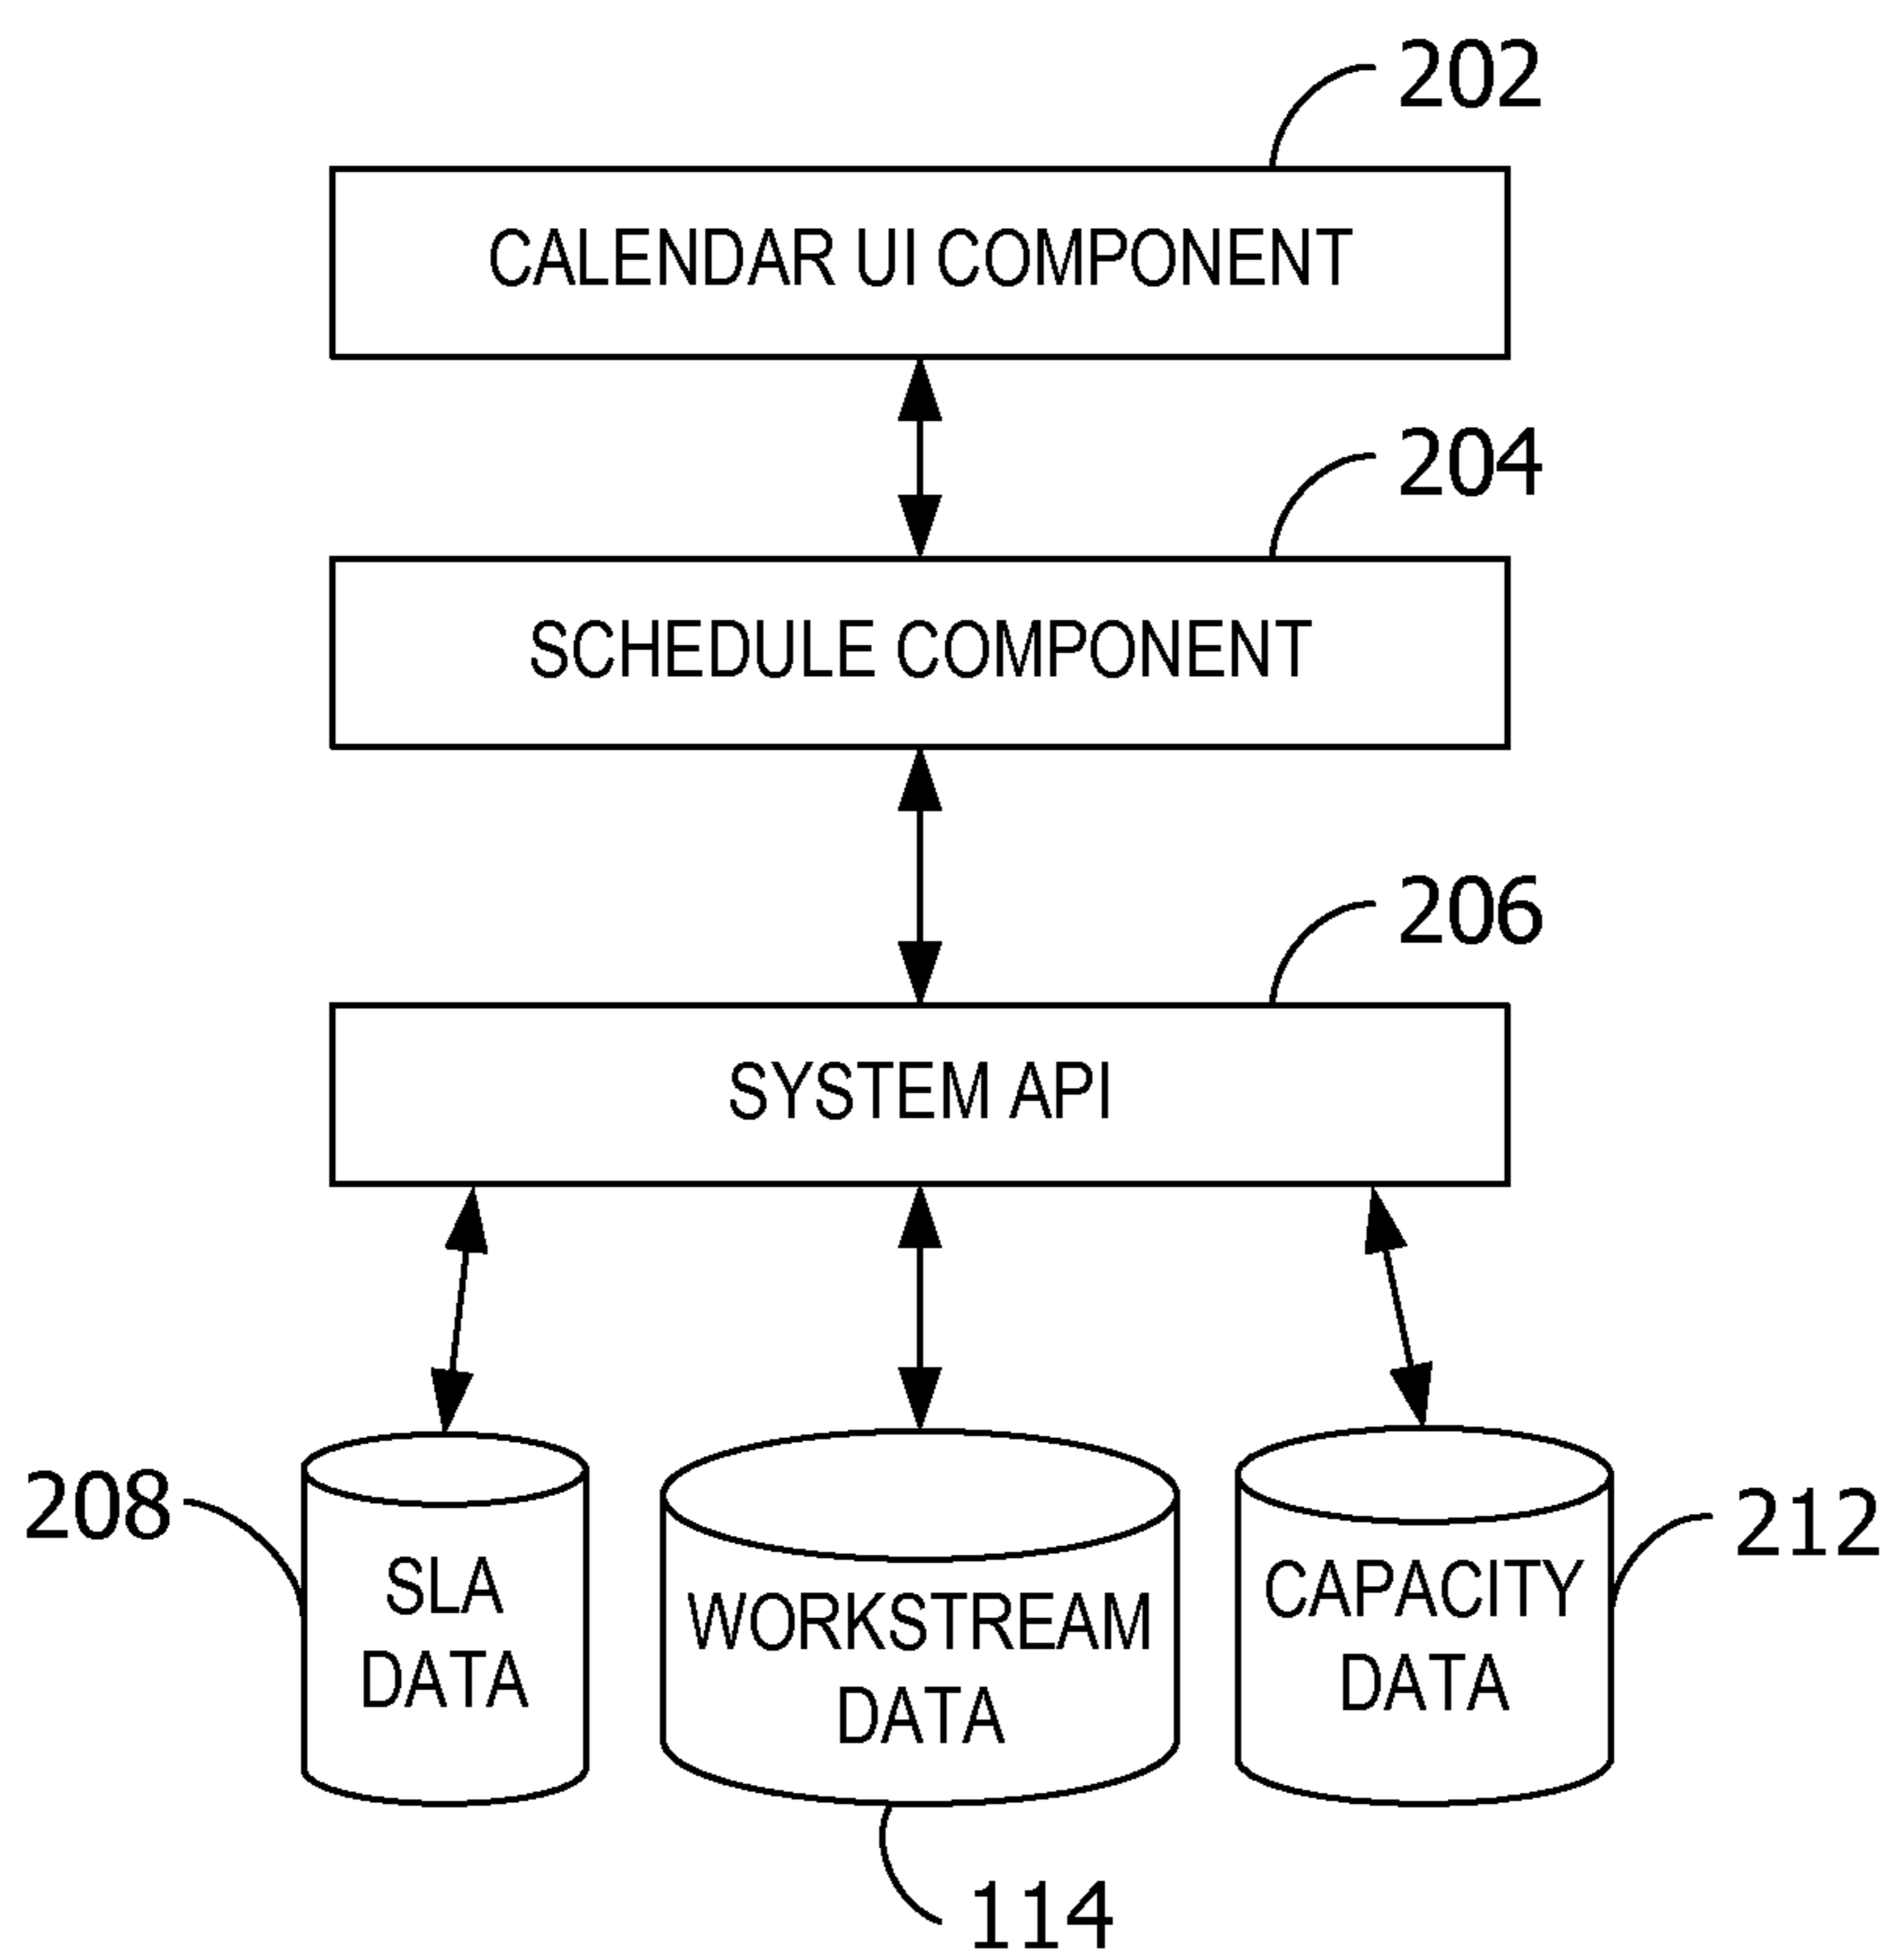 202
CALENDAR UI COMPONENT
204
SCHEDULE COMPONENT
206
SYSTEM API
208
SLA
DATA
WORKSTREAM
DATA
CAPACITY
DATA
212
114